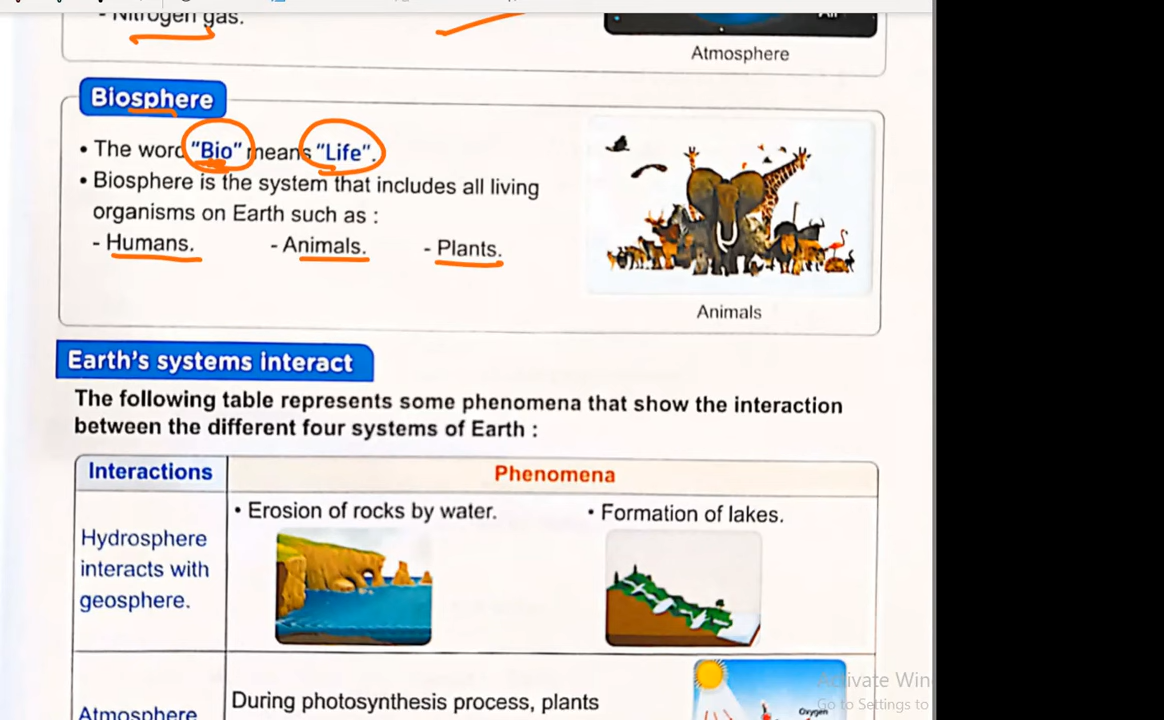 - Nitrogen gas.
Air
Atmosphere
Biosphere
• The word "Bio" means "Life".
• Biosphere is the system that includes all living
organisms on Earth such as :
- Humans. - Animals. - Plants.
Animals
Earth's systems interact
The following table represents some phenomena that show the interaction
between the different four systems of Earth :
Interactions Phenomena
• Erosion of rocks by water. • Formation of lakes.
Hydrosphere
interacts with
geosphere.
During photosynthesis process, plants
Atmosphere
Oxygen
Activate Win
Go to Settings to